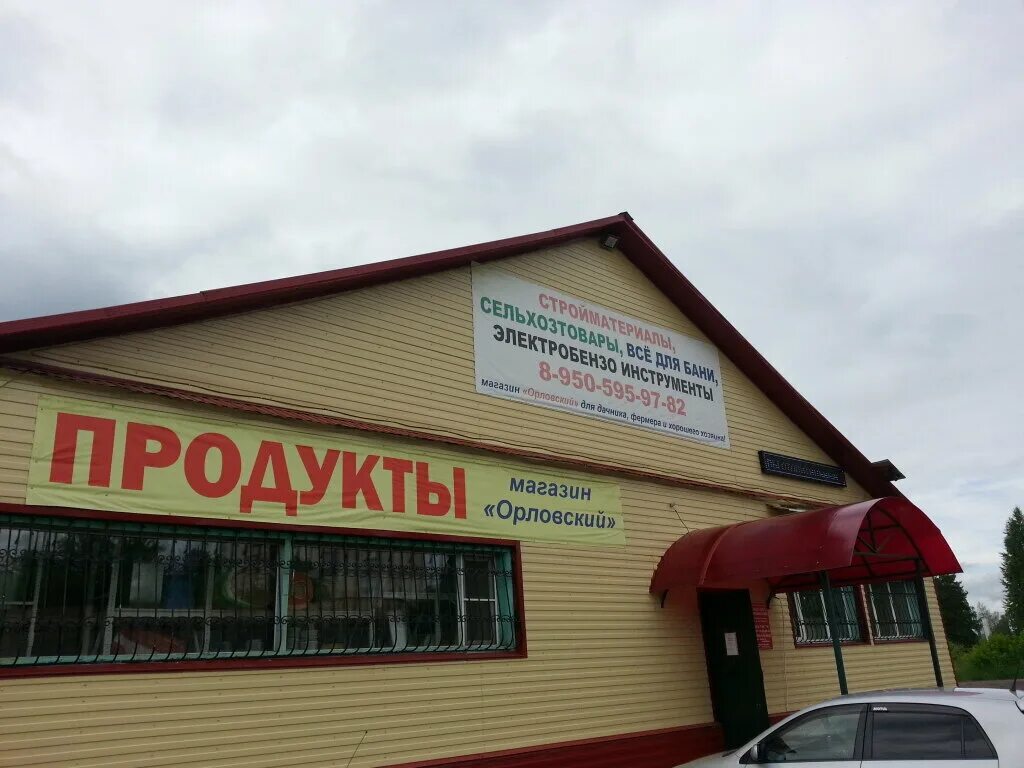 СТРОЙМАТЕРИАЛЫ,
СЕЛЬХОЗТОВАРЫ, ВСЁ ДЛЯ БАНИ,
ЭЛЕКТРОБЕНЗО ИНСТРУМЕНТЫ
8-950-595-97-82
магазин «Орловский» для дачника, фермера и хорошего хозяина!
ПРОДУКТЫ
магазин
«Орловский»